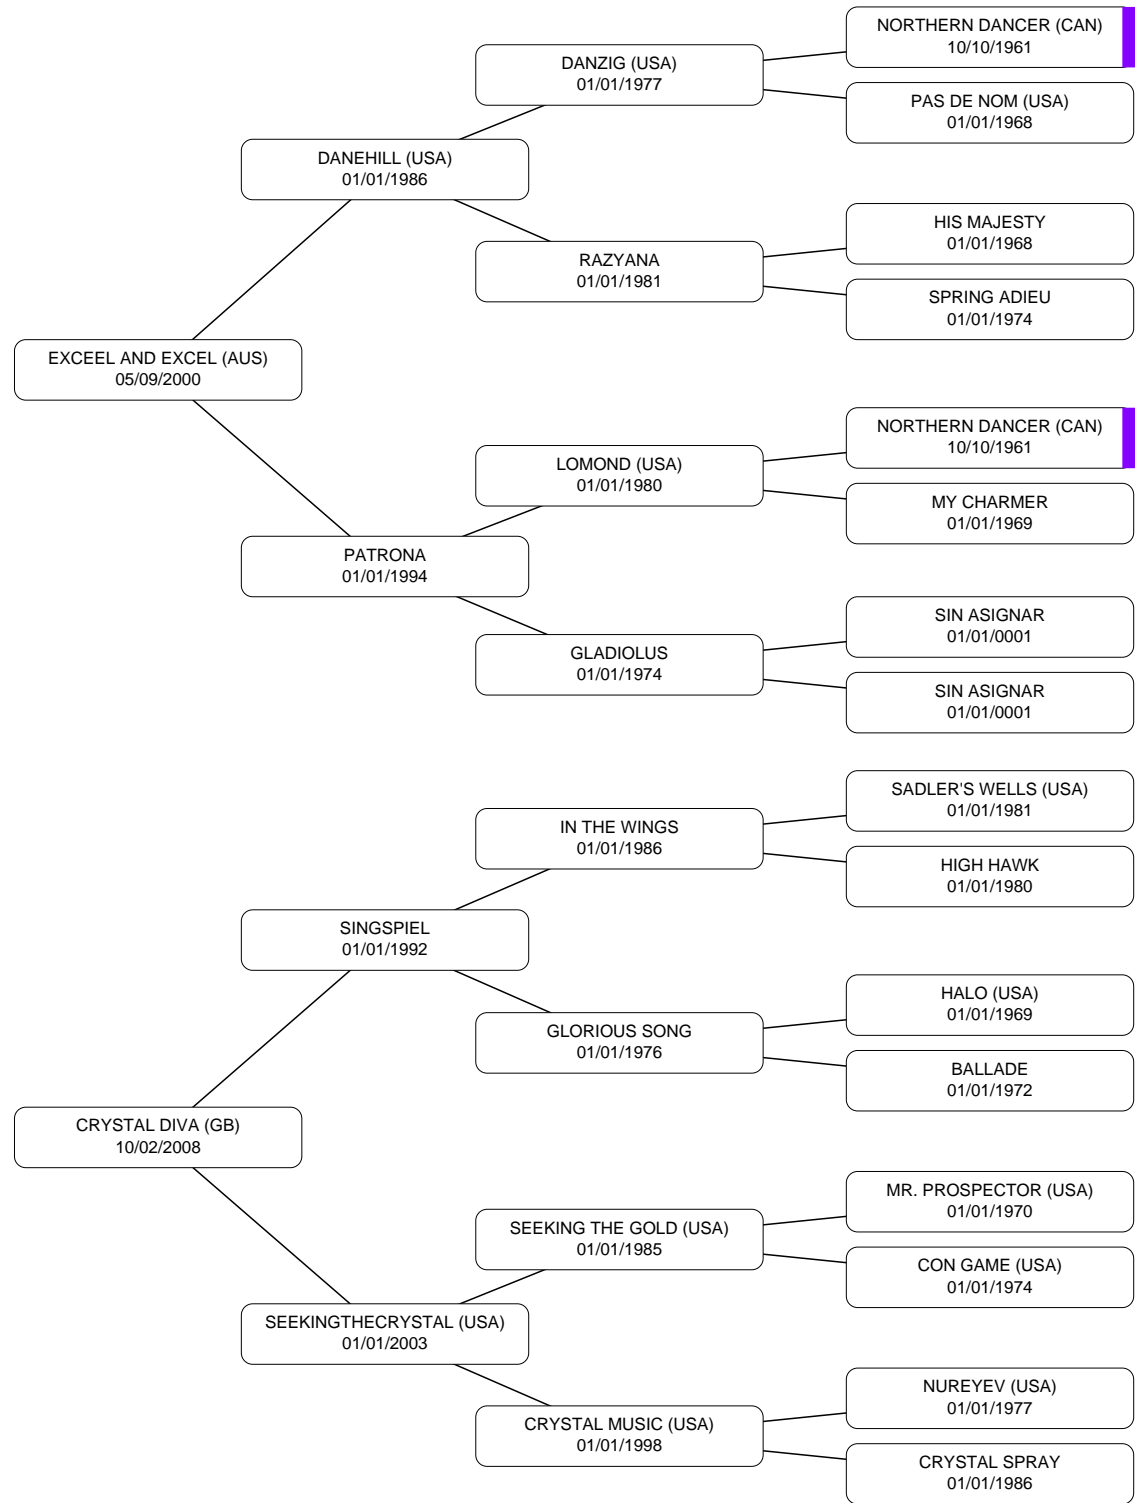 NORTHERN DANCER (CAN)
10/10/1961
DANZIG (USA)
01/01/1977
PAS DE NOM (USA)
01/01/1968
DANEHILL (USA)
01/01/1986
HIS MAJESTY
01/01/1968
RAZYANA
01/01/1981
SPRING ADIEU
01/01/1974
EXCEEL AND EXCEL (AUS)
05/09/2000
NORTHERN DANCER (CAN)
10/10/1961
LOMOND (USA)
01/01/1980
MY CHARMER
01/01/1969
PATRONA
01/01/1994
SIN ASIGNAR
01/01/0001
GLADIOLUS
01/01/1974
SIN ASIGNAR
01/01/0001
SADLER'S WELLS (USA)
01/01/1981
IN THE WINGS
01/01/1986
HIGH HAWK
01/01/1980
SINGSPIEL
01/01/1992
HALO (USA)
01/01/1969
GLORIOUS SONG
01/01/1976
BALLADE
01/01/1972
CRYSTAL DIVA (GB)
10/02/2008
MR. PROSPECTOR (USA)
01/01/1970
SEEKING THE GOLD (USA)
01/01/1985
CON GAME (USA)
01/01/1974
SEEKINGTHECRYSTAL (USA)
01/01/2003
NUREYEV (USA)
01/01/1977
CRYSTAL MUSIC (USA)
01/01/1998
CRYSTAL SPRAY
01/01/1986